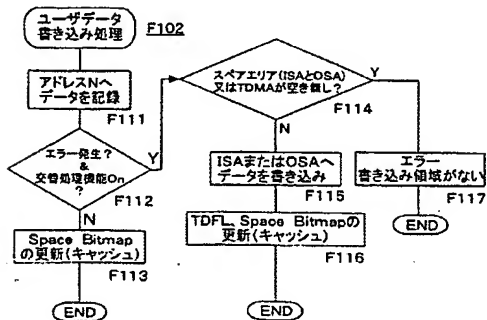 ユーザデータ
書き込み処理
F102
アドレスNへ
データを記録
F111
エラー発生?
&
交替処理機能On
?
Y
F112
N
Space Bitmap
の更新(キャッシュ)
F113
END
スペアエリア(ISAとOSA)
又はTDMAが空き無し?
Y
F114
N
ISAまたはOSAへ
データを書き込み
F115
TDFL, Space Bitmapの
更新(キャッシュ)
F116
END
エラー
書き込み領域がない
F117
END